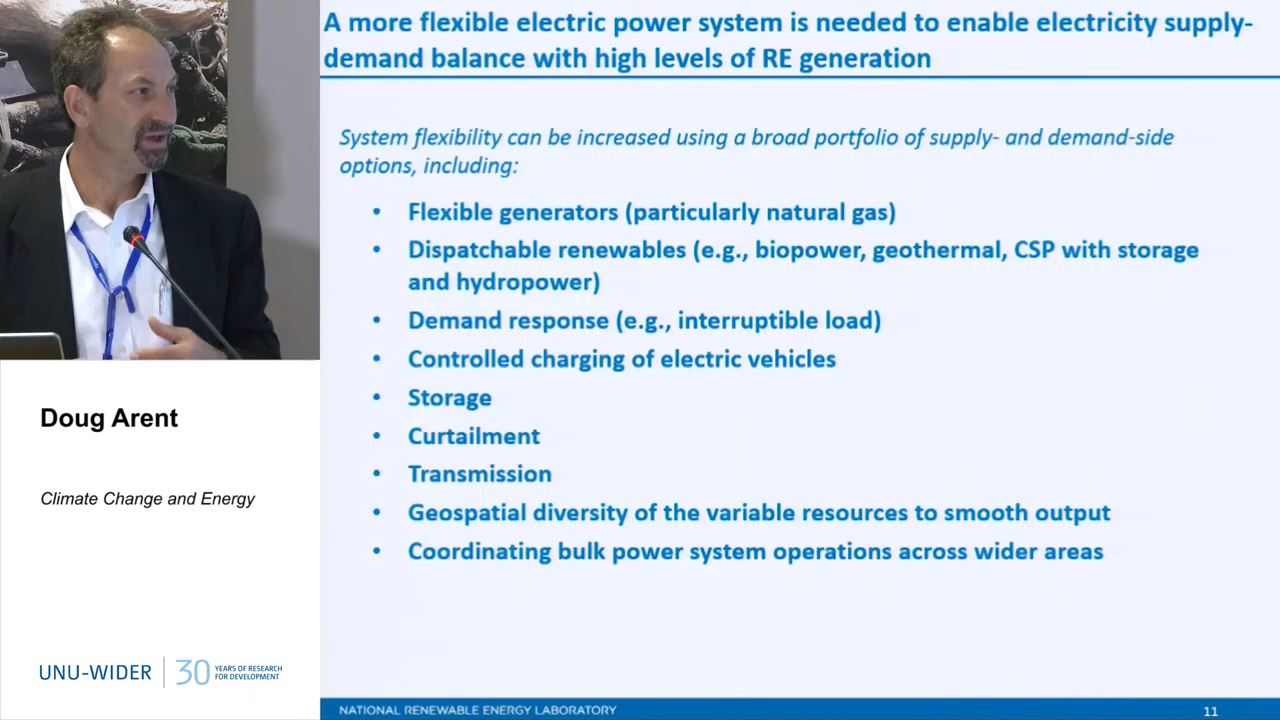 A more flexible electric power system is needed to enable electricity supply-
demand balance with high levels of RE generation
System flexibility can be increased using a broad portfolio of supply- and demand-side
options, including:
• Flexible generators (particularly natural gas)
• Dispatchable renewables (e.g., biopower, geothermal, CSP with storage
and hydropower)
• Demand response (e.g., interruptible load)
• Controlled charging of electric vehicles
• Storage
• Curtailment
• Transmission
• Geospatial diversity of the variable resources to smooth output
• Coordinating bulk power system operations across wider areas
NATIONAL RENEWABLE ENERGY LABORATORY
11
Doug Arent
Climate Change and Energy
UNU-WIDER
30
YEARS OF RESEARCH
FOR DEVELOPMENT